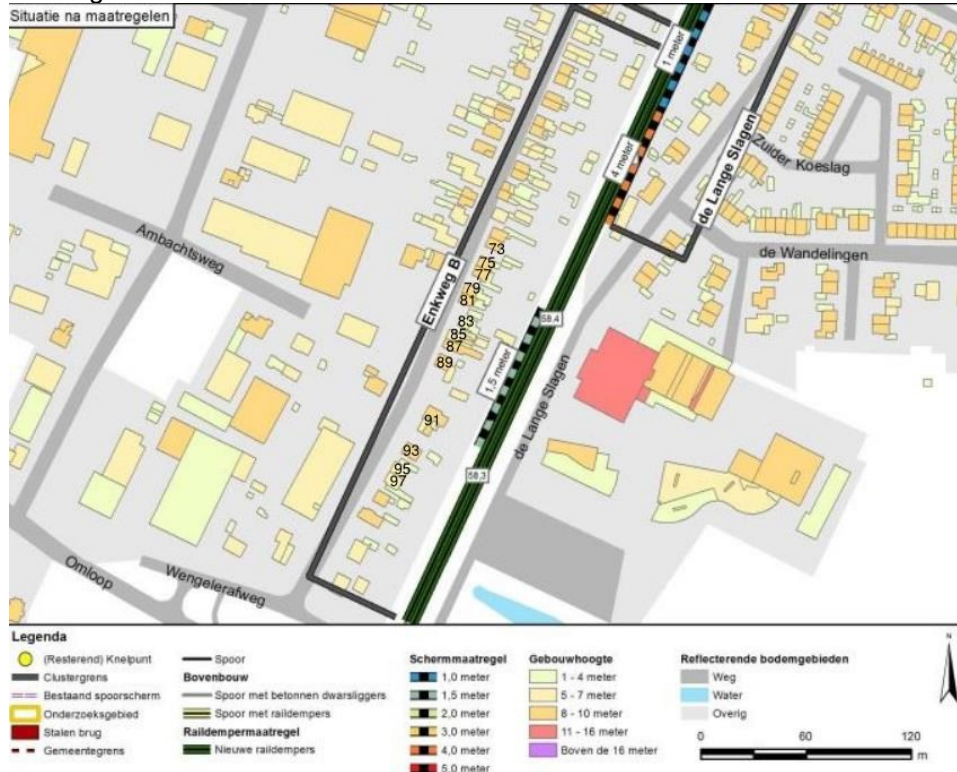 Situatie na maatregelen
1 meter
4 meter
Zuider Koeslag
de Lange Slagen
de Wandelingen
Ambachtsweg
Enkweg B
73
75
77
79
81
83
85
87
89
91
93
95
97
58,4
1,5 meter
de Lange Slagen
58,3
Omloop
Wengelerafweg
Legenda
(Resterend) Knelpunt
Clustergrens
Bestaand spoorscherm
Onderzoeksgebied
Stalen brug
Gemeentegrens
Spoor
Bovenbouw
Spoor met betonnen dwarsliggers
Spoor met raildempers
Raildempermaatregel
Nieuwe raildempers
Schermmaatregel
1,0 meter
1,5 meter
2,0 meter
3,0 meter
4,0 meter
5,0 meter
Gebouwhoogte
1 - 4 meter
5 - 7 meter
8 - 10 meter
11 - 16 meter
Boven de 16 meter
Reflecterende bodemgebieden
Weg
Water
Overig
N
0 60 120
m